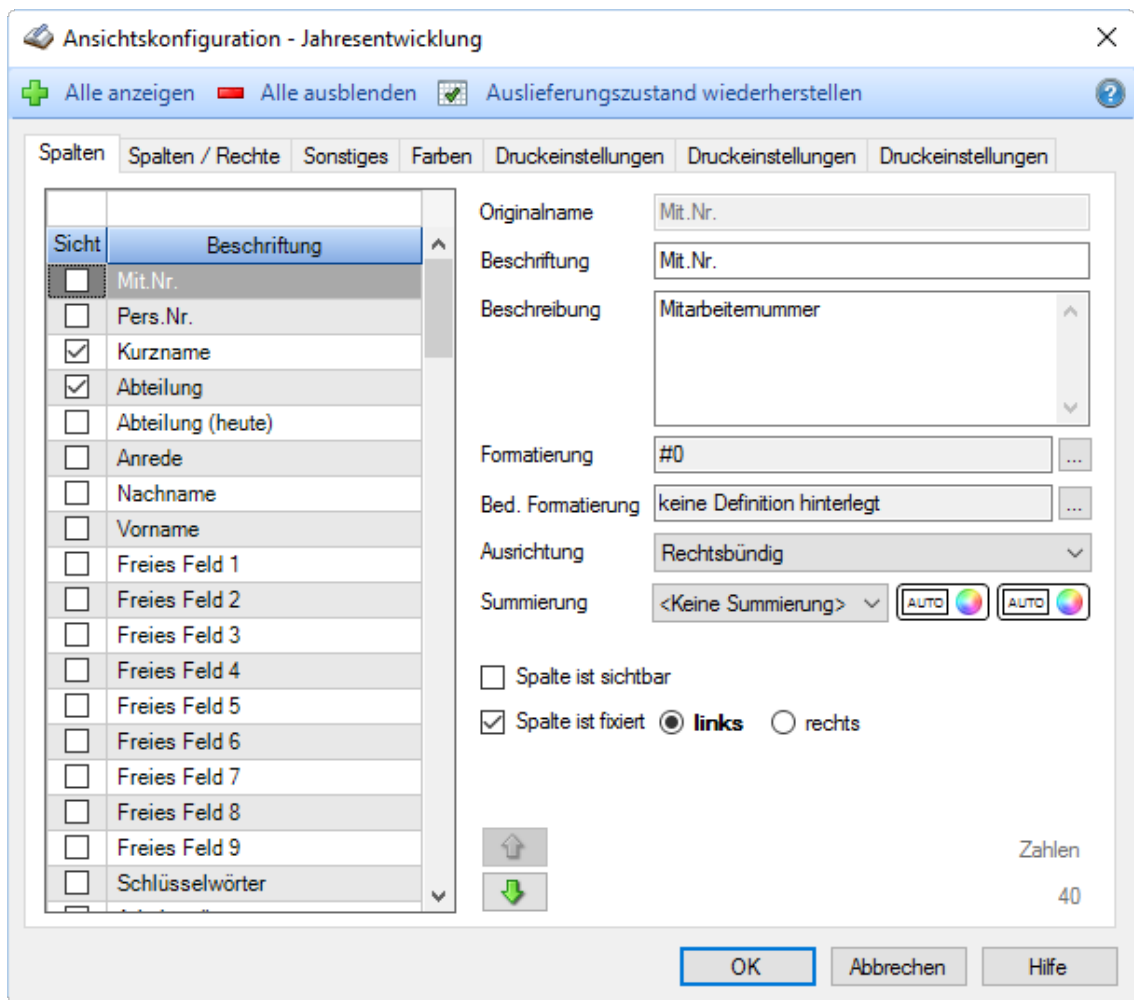 Ansichtskonfiguration - Jahresentwicklung
Alle anzeigen Alle ausblenden Auslieferungszustand wiederherstellen
Spalten Spalten / Rechte Sonstiges Farben Druckeinstellungen Druckeinstellungen Druckeinstellungen
Sicht Beschriftung
Mit.Nr.
Pers.Nr.
Kurzname
Abteilung
Abteilung (heute)
Anrede
Nachname
Vorname
Freies Feld 1
Freies Feld 2
Freies Feld 3
Freies Feld 4
Freies Feld 5
Freies Feld 6
Freies Feld 7
Freies Feld 8
Freies Feld 9
Schlüsselwörter
Originalname Mit.Nr.
Beschriftung Mit.Nr.
Beschreibung Mitarbeiternummer
Formatierung #0 ...
Bed. Formatierung keine Definition hinterlegt ...
Ausrichtung Rechtsbündig
Summierung <Keine Summierung> AUTO AUTO
Spalte ist sichtbar
Spalte ist fixiert links rechts
Zahlen
40
OK Abbrechen Hilfe